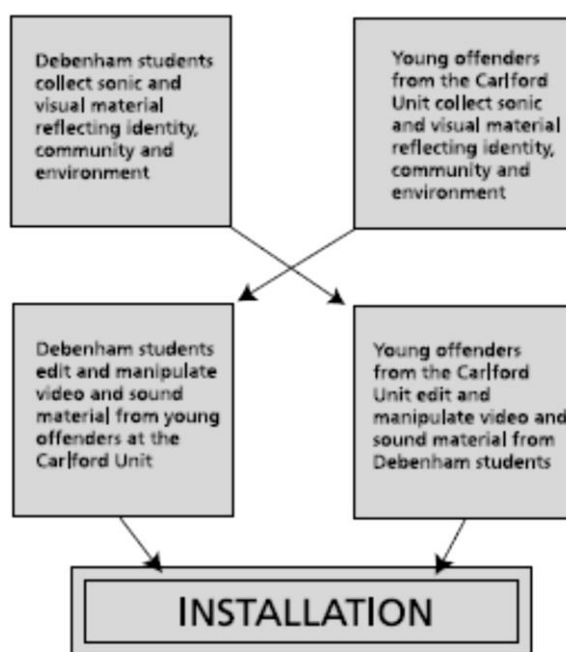 Debenham students
collect sonic and
visual material
reflecting identity,
community and
environment
Young offenders
from the Carlford
Unit collect sonic
and visual material
reflecting identity,
community and
environment
Debenham students
edit and manipulate
video and sound
material from young
offenders at the
Carlford Unit
Young offenders
from the Carlford
Unit edit and
manipulate video and
sound material from
Debenham students
INSTALLATION